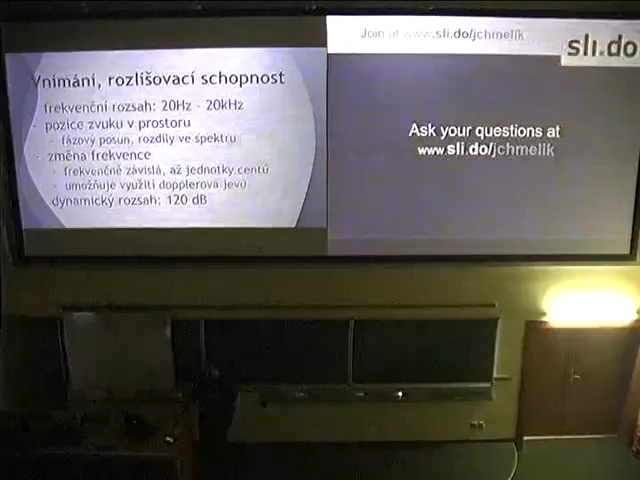 Vnímání, rozlišovací schopnost
frekvenční rozsah: 20Hz - 20kHz
- pozice zvuku v prostoru
- fázový posun, rozdíly ve spektru
- změna frekvence
- frekvenčně závislá, až jednotky centů
- umožňuje využití dopplerova jevu
dynamický rozsah: 120 dB
Join at www.sli.do/jchmelik
sli.do
Ask your questions at
www.sli.do/jchmelik